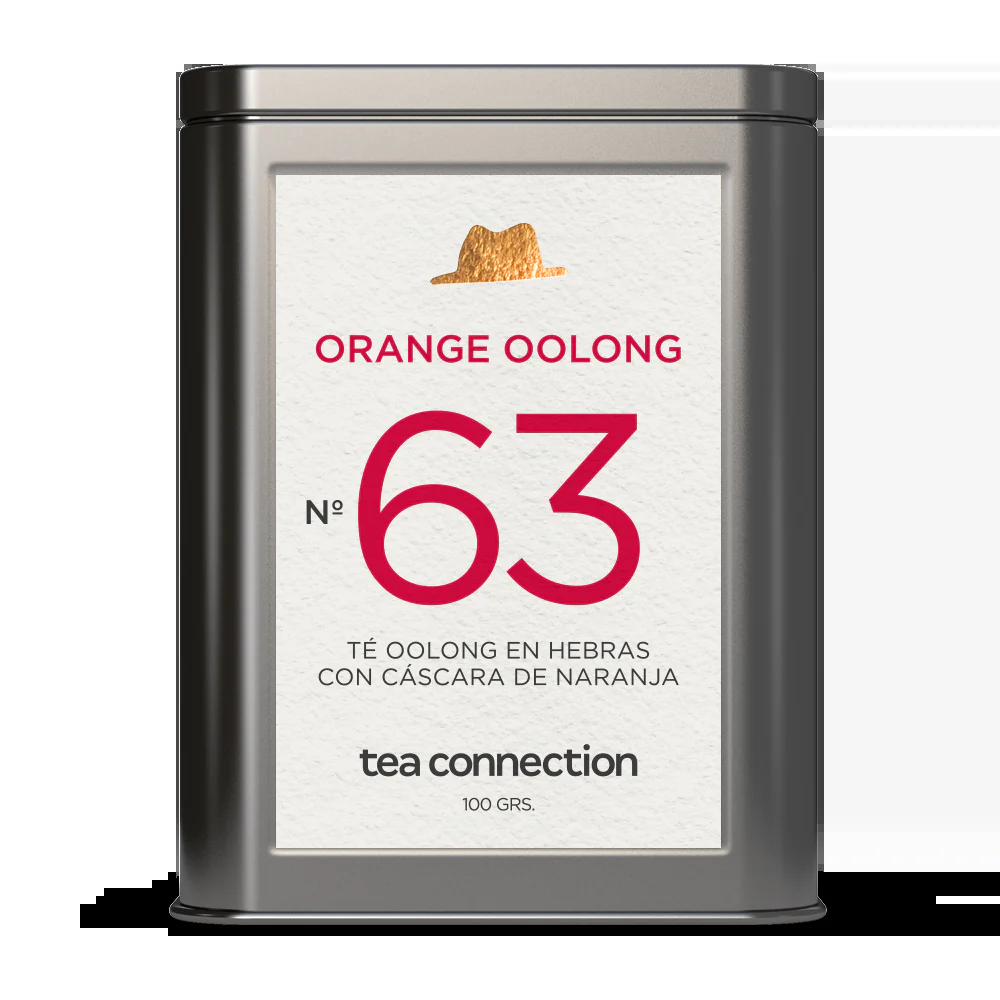 ORANGE OOLONG
Nº 63
TÉ OOLONG EN HEBRAS
CON CÁSCARA DE NARANJA
tea connection
100 GRS.